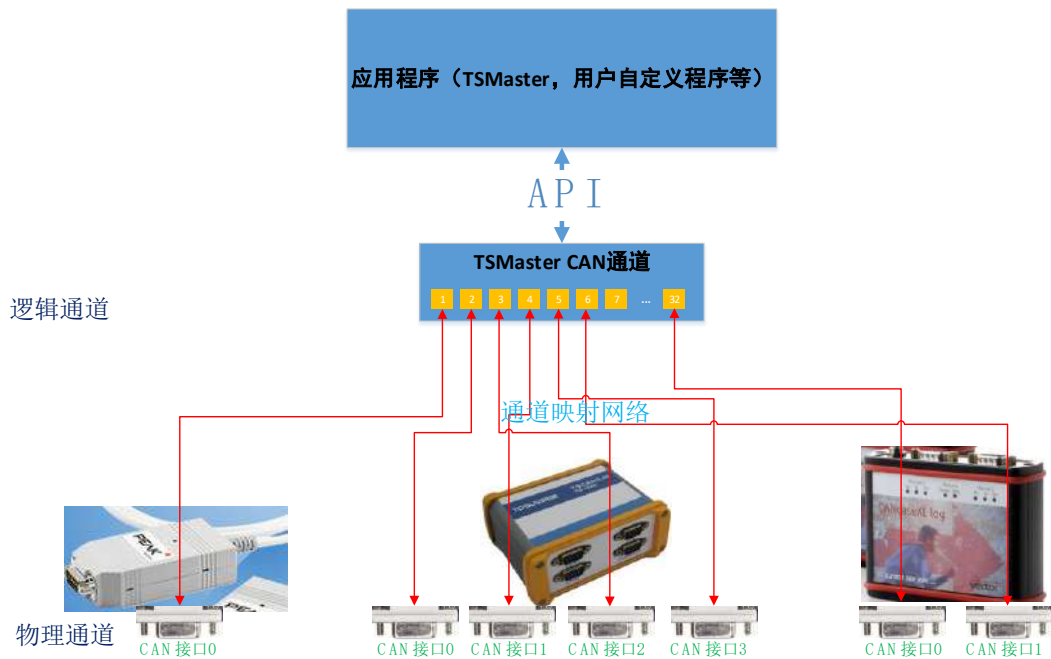 应用程序（TSMaster，用户自定义程序等）
API
TSMaster CAN通道
1 2 3 4 5 6 7 ... 32
逻辑通道
通道映射网络
PEAK
CANcaseXL log
vector
物理通道
CAN接口0 CAN接口0 CAN接口1 CAN接口2 CAN接口3 CAN接口0 CAN接口1